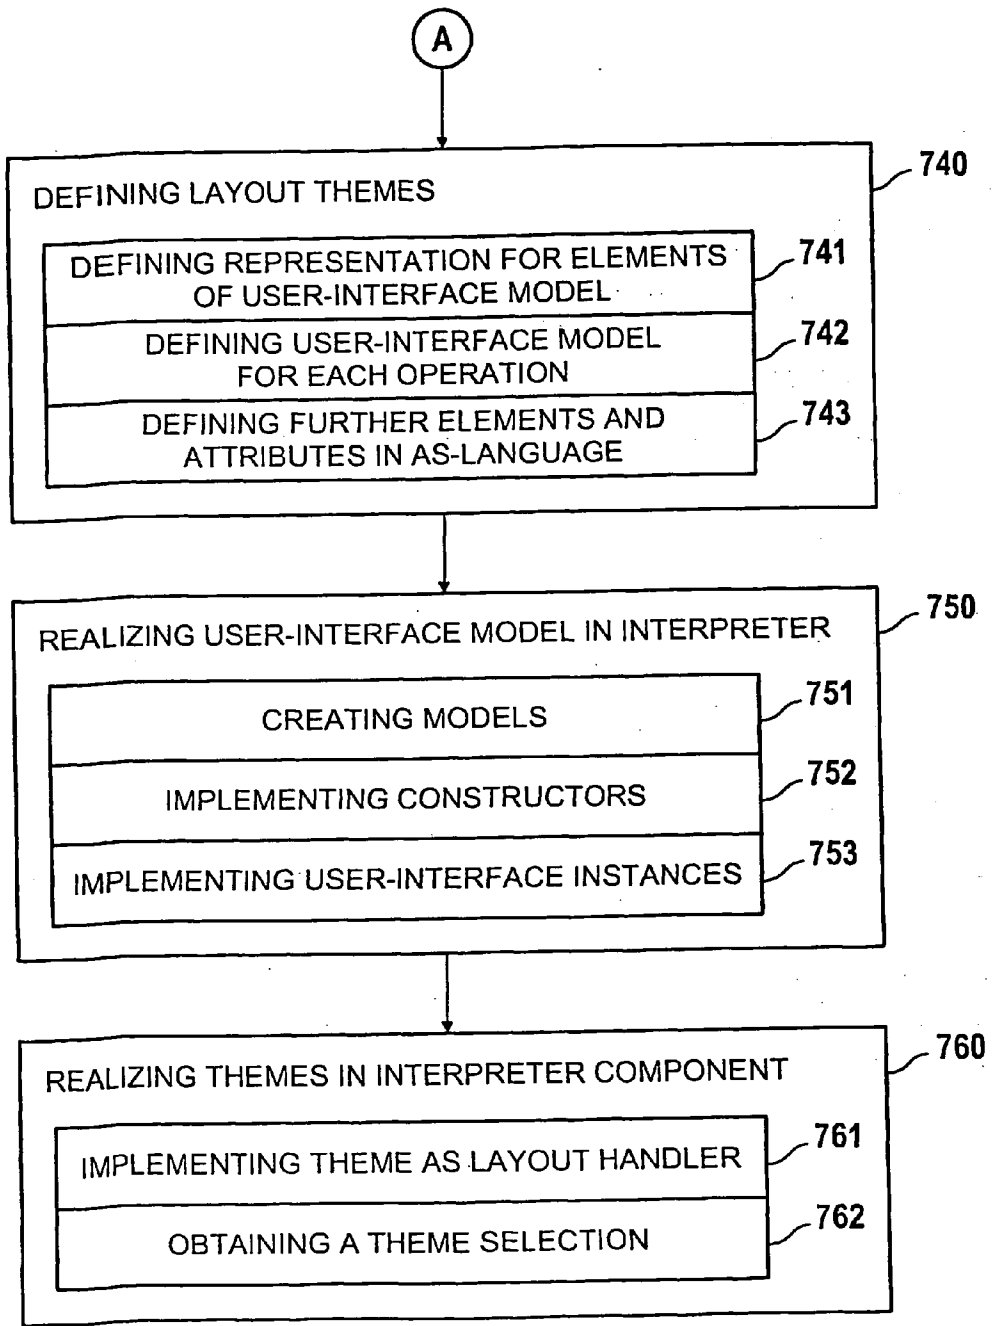 A
740
DEFINING LAYOUT THEMES
741
DEFINING REPRESENTATION FOR ELEMENTS
OF USER-INTERFACE MODEL
742
DEFINING USER-INTERFACE MODEL
FOR EACH OPERATION
743
DEFINING FURTHER ELEMENTS AND
ATTRIBUTES IN AS-LANGUAGE
750
REALIZING USER-INTERFACE MODEL IN INTERPRETER
751
CREATING MODELS
752
IMPLEMENTING CONSTRUCTORS
753
IMPLEMENTING USER-INTERFACE INSTANCES
760
REALIZING THEMES IN INTERPRETER COMPONENT
761
IMPLEMENTING THEME AS LAYOUT HANDLER
762
OBTAINING A THEME SELECTION